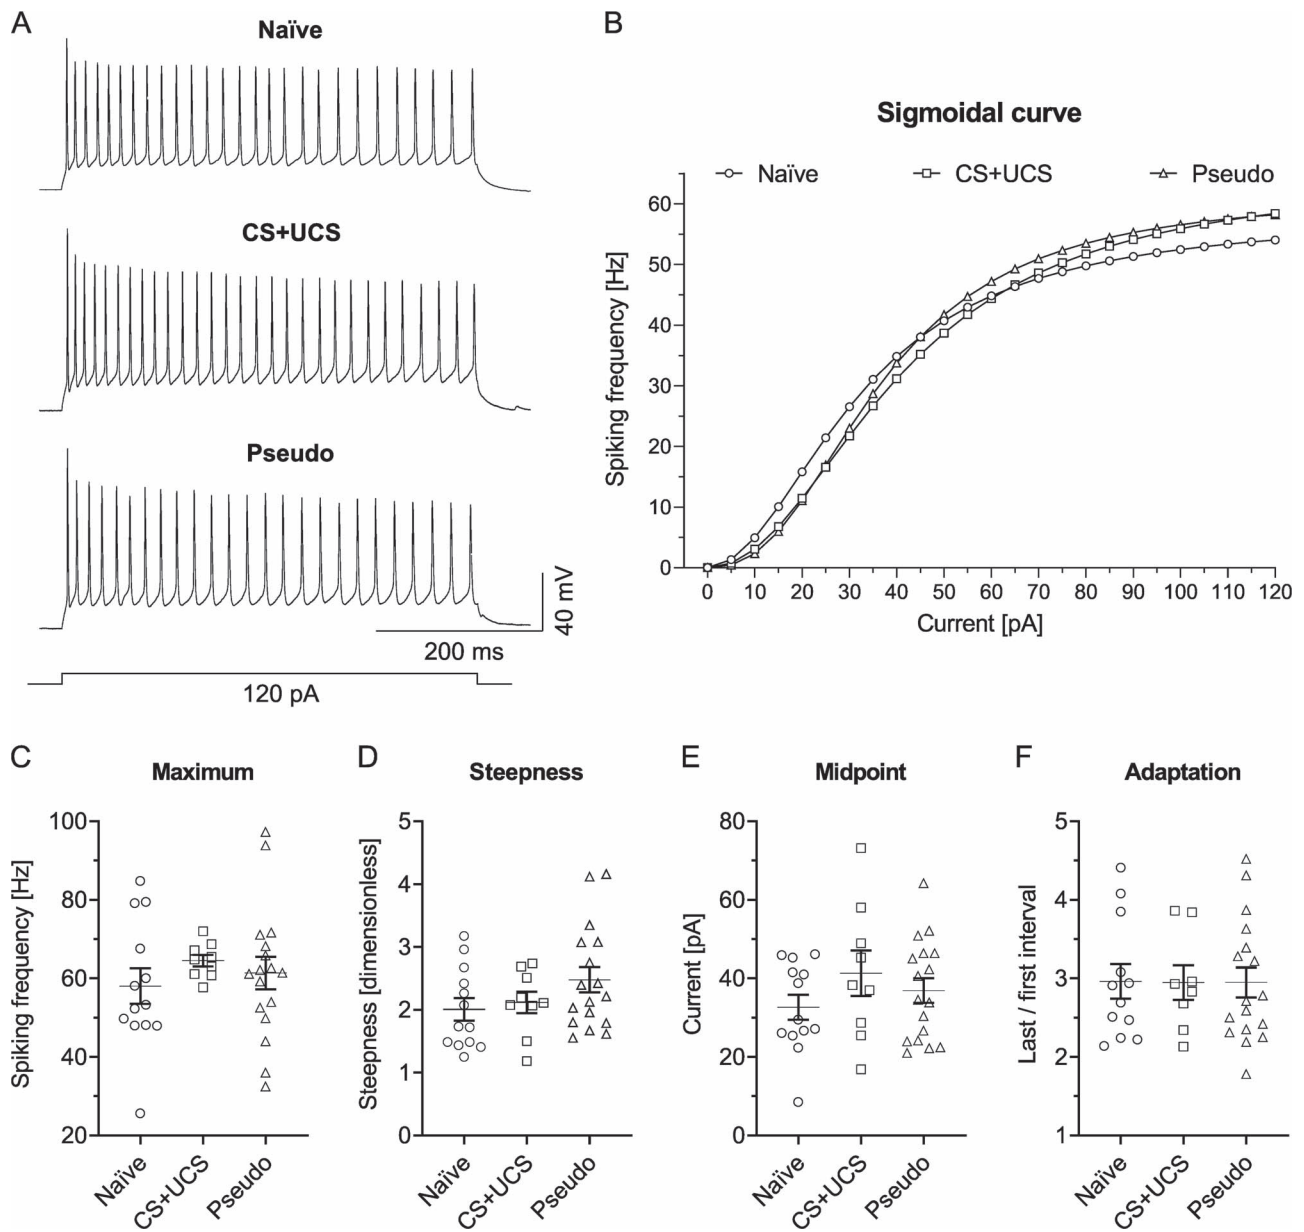 A
Naïve
CS+UCS
Pseudo
40 mV
200 ms
120 pA
B
Sigmoidal curve
Naïve CS+UCS Pseudo
Spiking frequency [Hz]
60
50
40
30
20
10
0
0 10 20 30 40 50 60 70 80 90 100 110 120
Current [pA]
C
Maximum
Spiking frequency [Hz]
100
80
60
40
20
Naïve CS+UCS Pseudo
D
Steepness
Steepness [dimensionless]
5
4
3
2
1
0
Naïve CS+UCS Pseudo
E
Midpoint
Current [pA]
80
60
40
20
0
Naïve CS+UCS Pseudo
F
Adaptation
Last / first interval
5
4
3
2
1
Naïve CS+UCS Pseudo